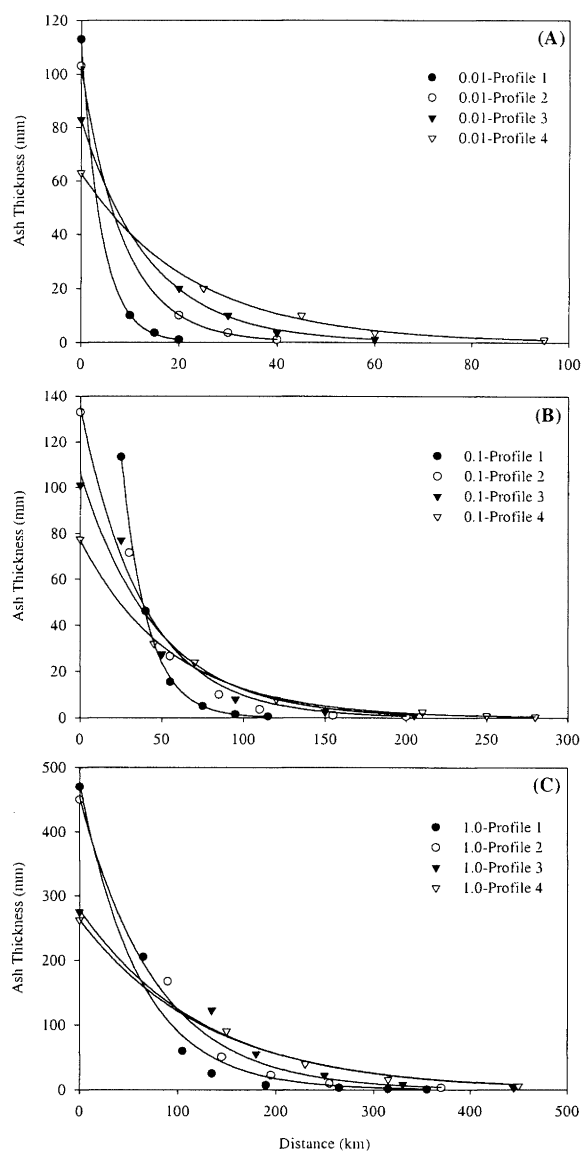 (A)
120
100
80
60
40
20
0
Ash Thickness (mm)
0.01-Profile 1
0.01-Profile 2
0.01-Profile 3
0.01-Profile 4
0 20 40 60 80 100
(B)
140
120
100
80
60
40
20
0
Ash Thickness (mm)
0.1-Profile 1
0.1-Profile 2
0.1-Profile 3
0.1-Profile 4
0 50 100 150 200 250 300
(C)
500
400
300
200
100
0
Ash Thickness (mm)
1.0-Profile 1
1.0-Profile 2
1.0-Profile 3
1.0-Profile 4
0 100 200 300 400 500
Distance (km)